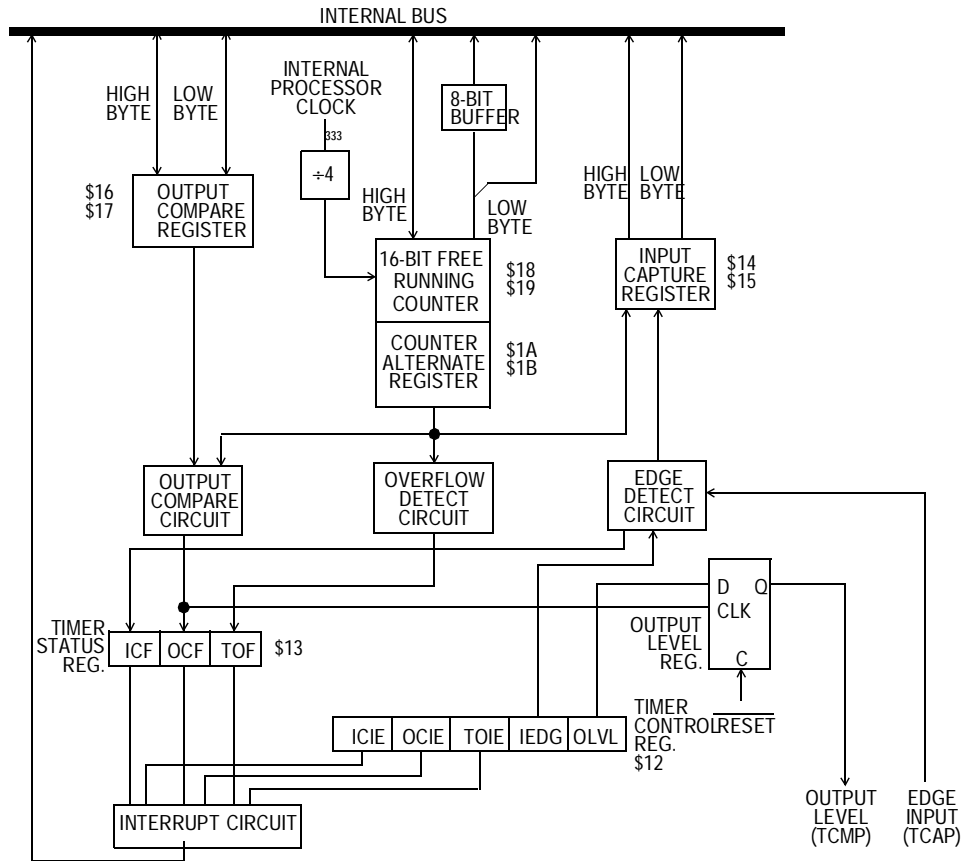 INTERNAL BUS
HIGH
BYTE
LOW
BYTE
INTERNAL
PROCESSOR
CLOCK
333
÷4
8-BIT
BUFFER
HIGH
BYTE
LOW
BYTE
HIGH
BYTE
LOW
BYTE
$16
$17
OUTPUT
COMPARE
REGISTER
16-BIT FREE
RUNNING
COUNTER
$18
$19
COUNTER
ALTERNATE
REGISTER
$1A
$1B
INPUT
CAPTURE
REGISTER
$14
$15
OUTPUT
COMPARE
CIRCUIT
OVERFLOW
DETECT
CIRCUIT
EDGE
DETECT
CIRCUIT
D Q
CLK
C
OUTPUT
LEVEL
REG.
TIMER
STATUS
REG.
ICF OCF TOF
$13
RESET
ICIE OCIE TOIE IEDG OLVL
TIMER
CONTROL
REG.
$12
INTERRUPT CIRCUIT
OUTPUT
LEVEL
(TCMP)
EDGE
INPUT
(TCAP)